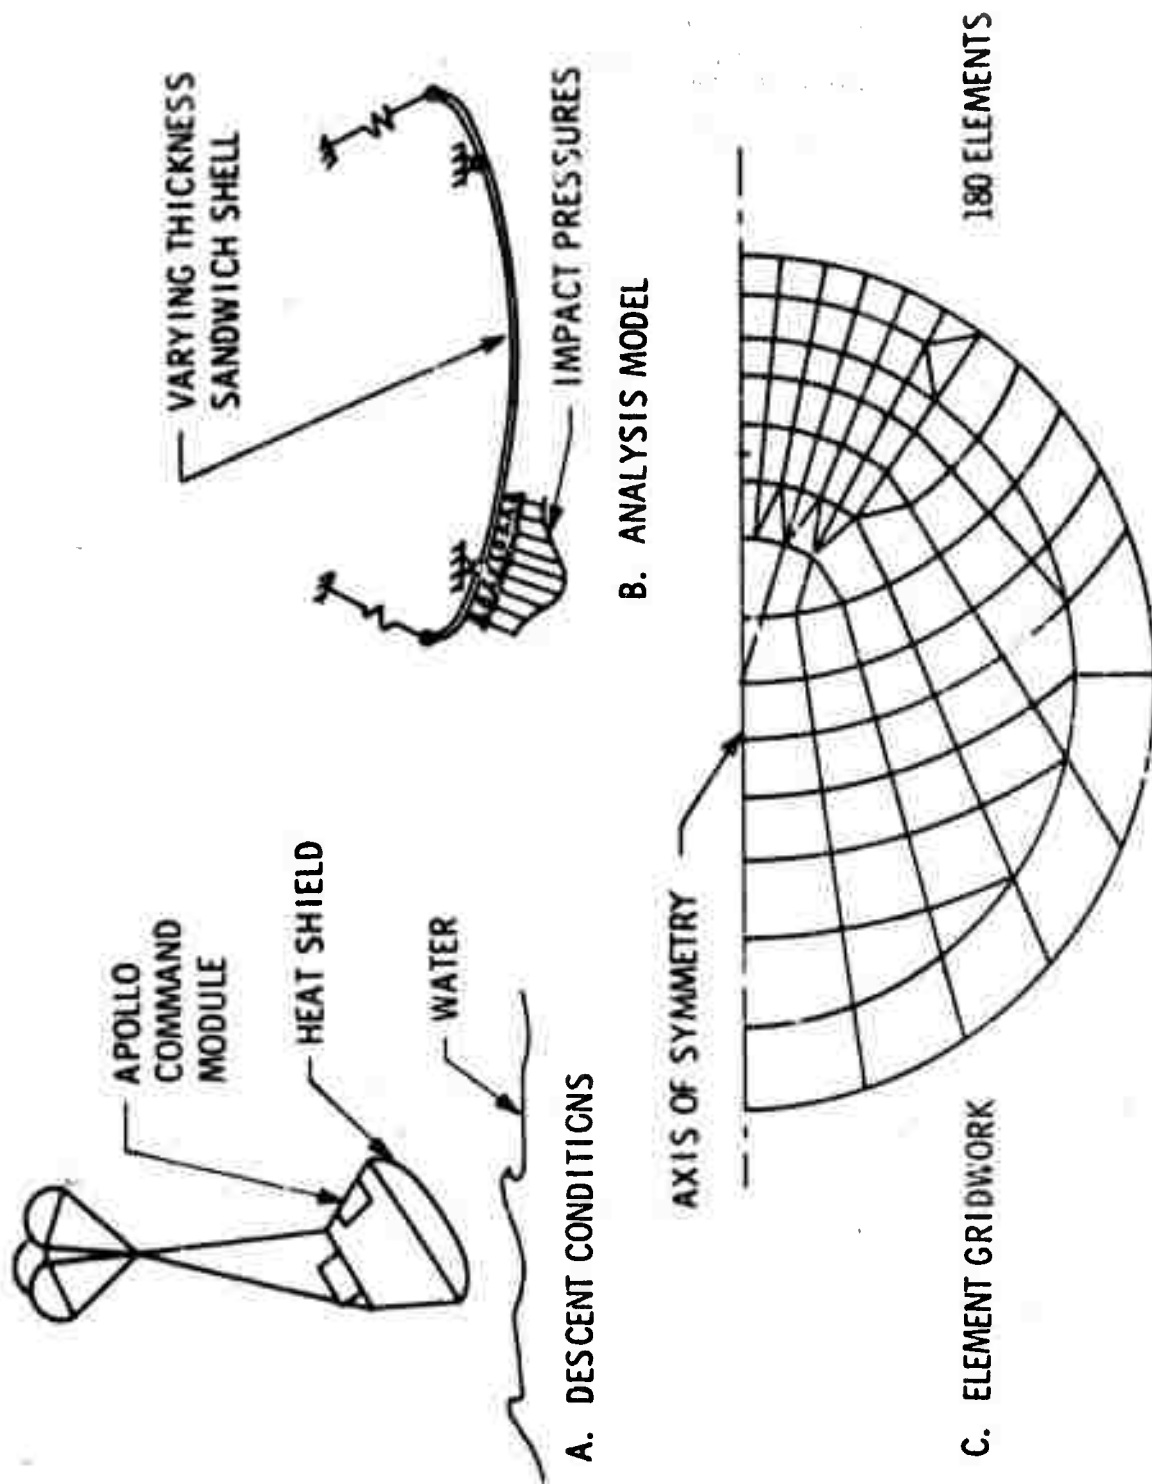 APOLLO
COMMAND
MODULE
HEAT SHIELD
WATER
A. DESCENT CONDITIONS
VARYING THICKNESS
SANDWICH SHELL
IMPACT PRESSURES
B. ANALYSIS MODEL
AXIS OF SYMMETRY
C. ELEMENT GRIDWORK
180 ELEMENTS